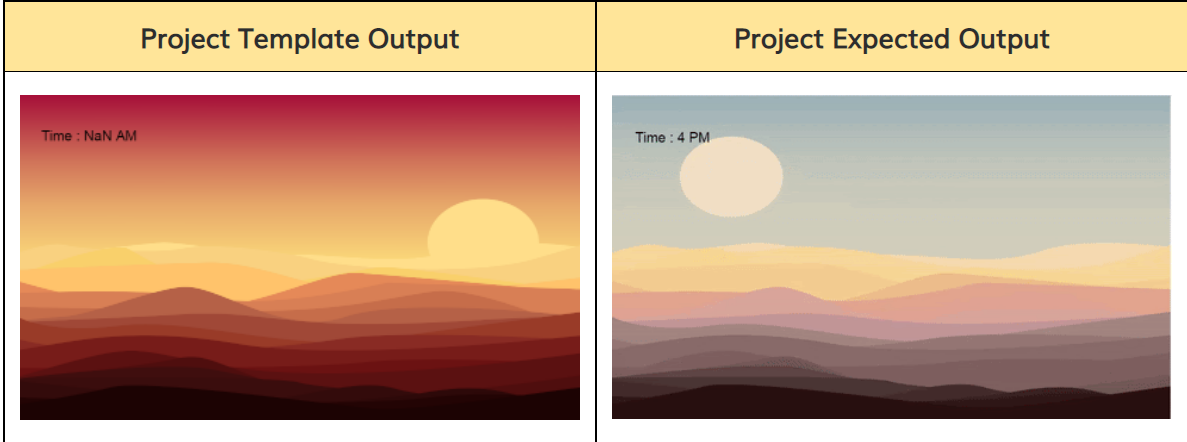 Project Template Output
Project Expected Output
Time : NaN AM
Time : 4 PM